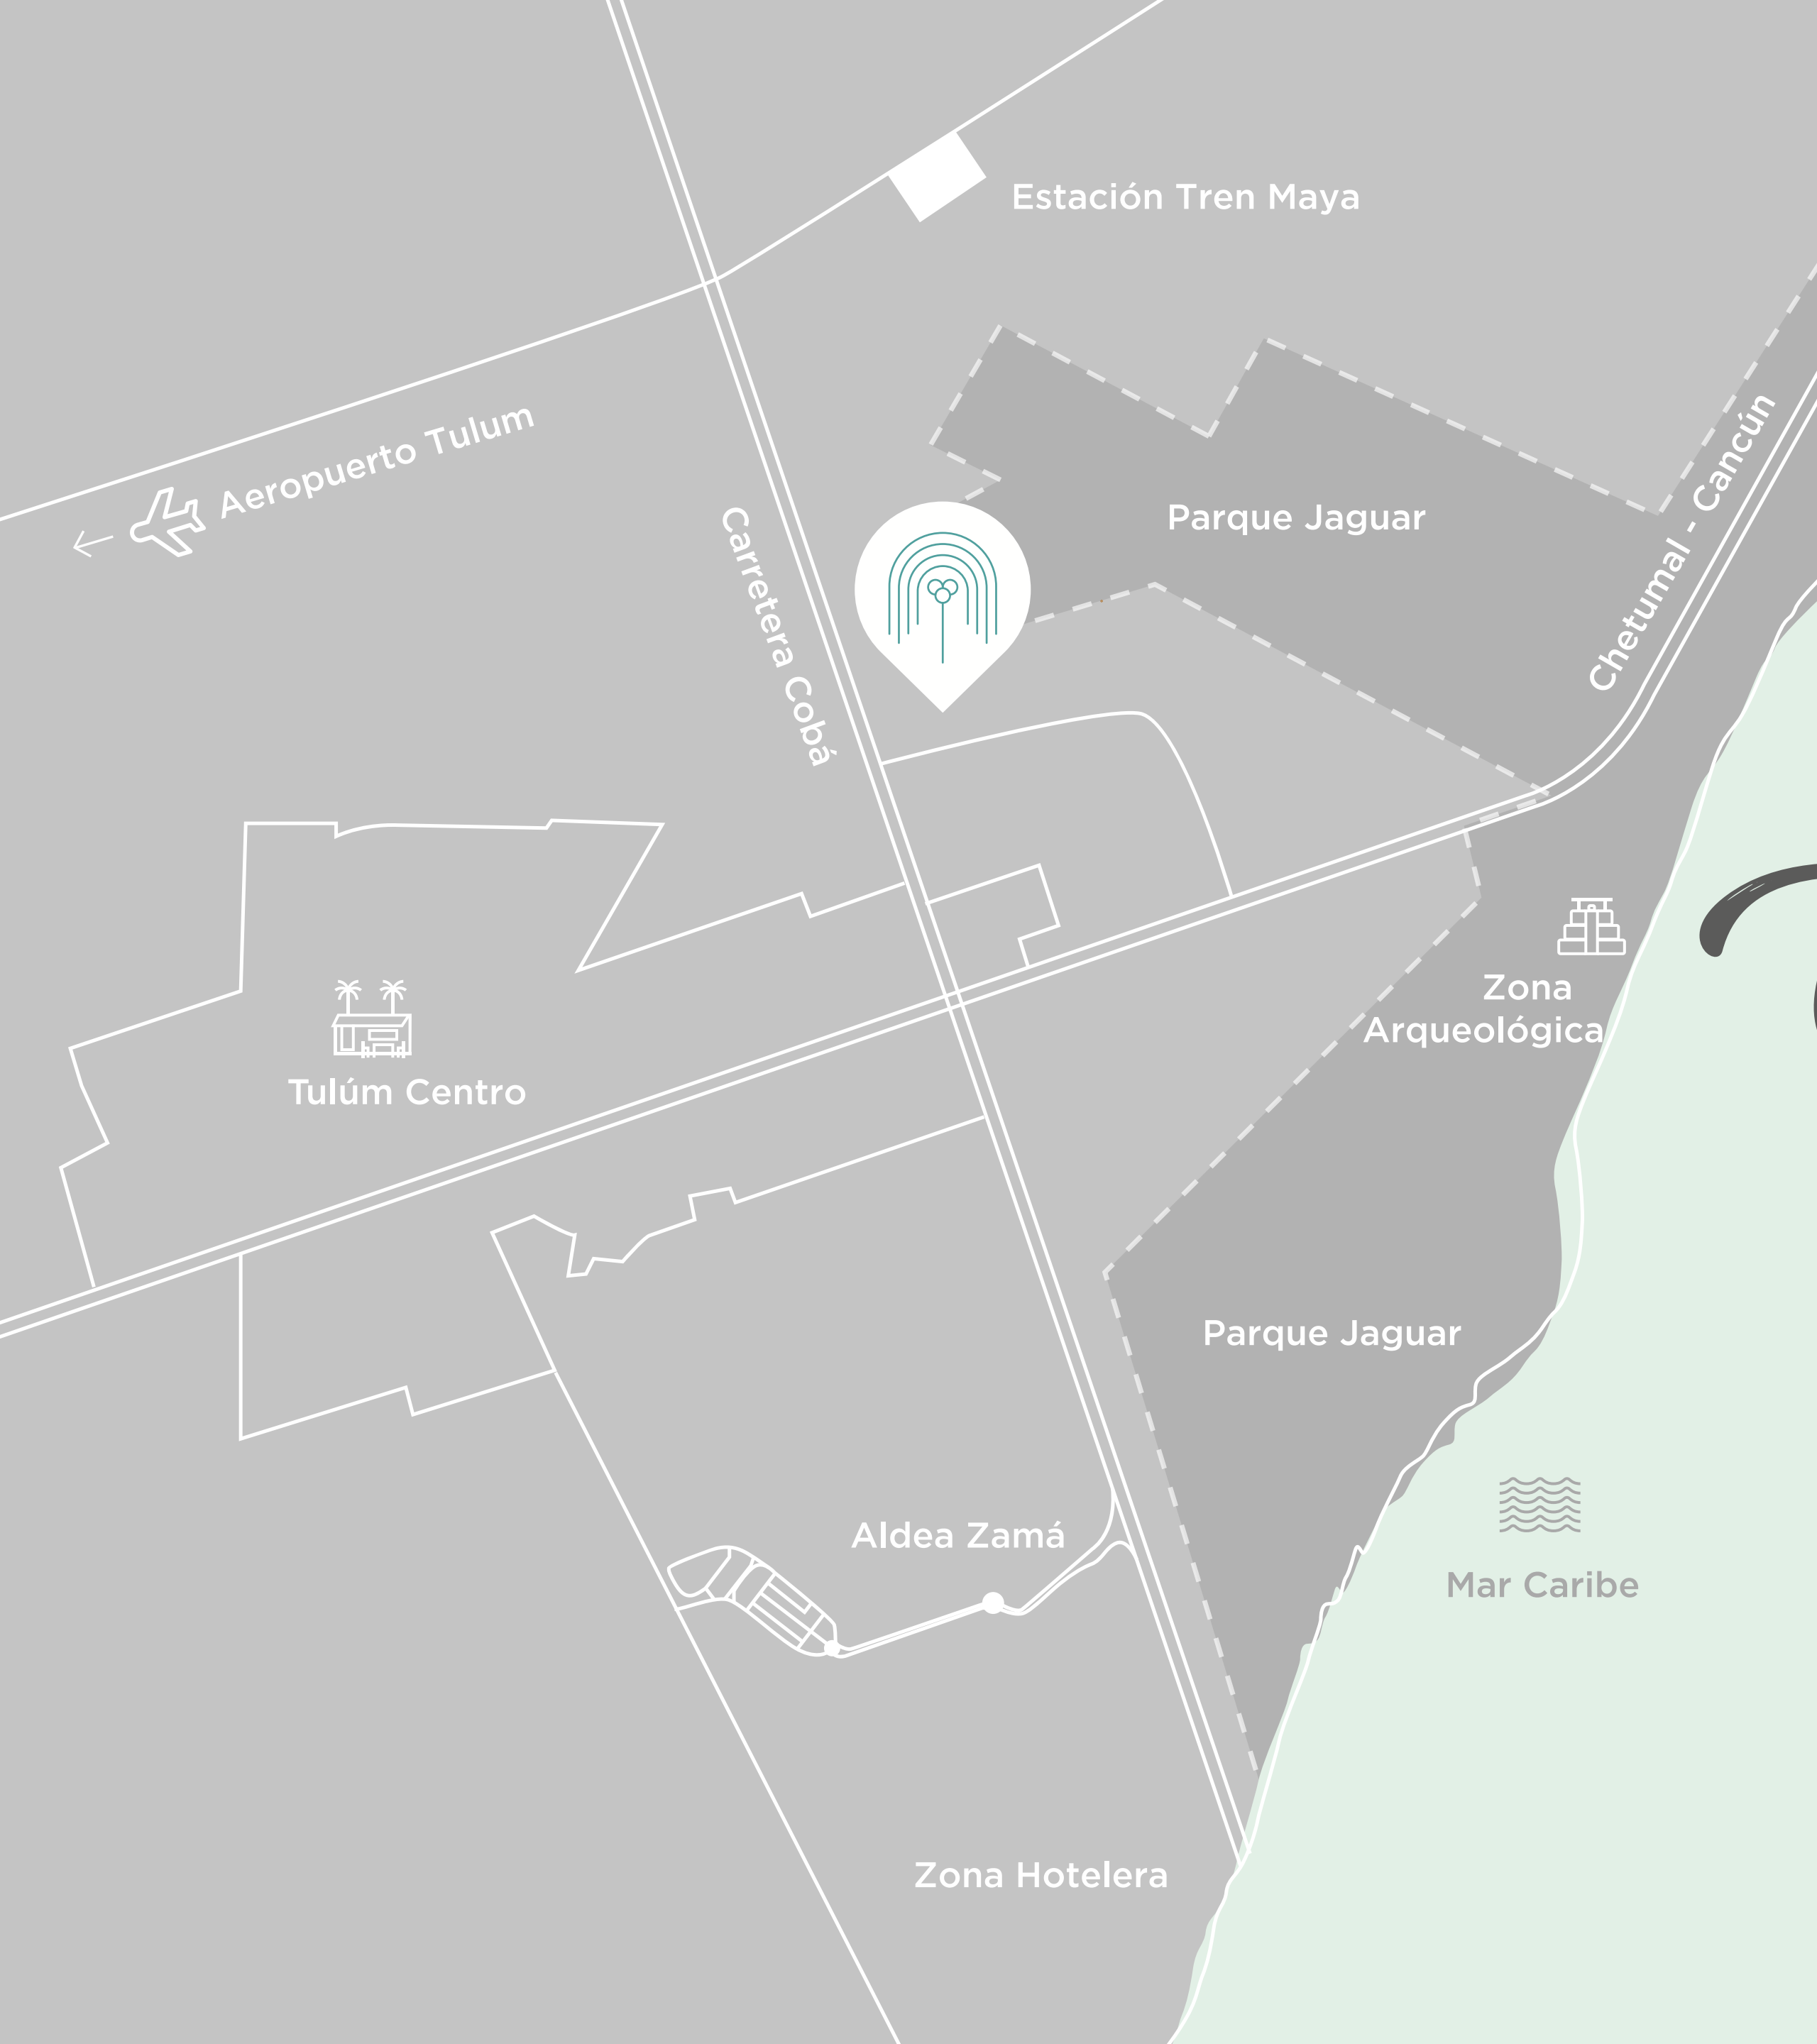 Estación Tren Maya
Aeropuerto Tulum
Parque Jaguar
Chetumal - Cancún
Carretera Cobá
Zona
Arqueológica
Tulúm Centro
Parque Jaguar
Aldea Zamá
Mar Caribe
Zona Hotelera